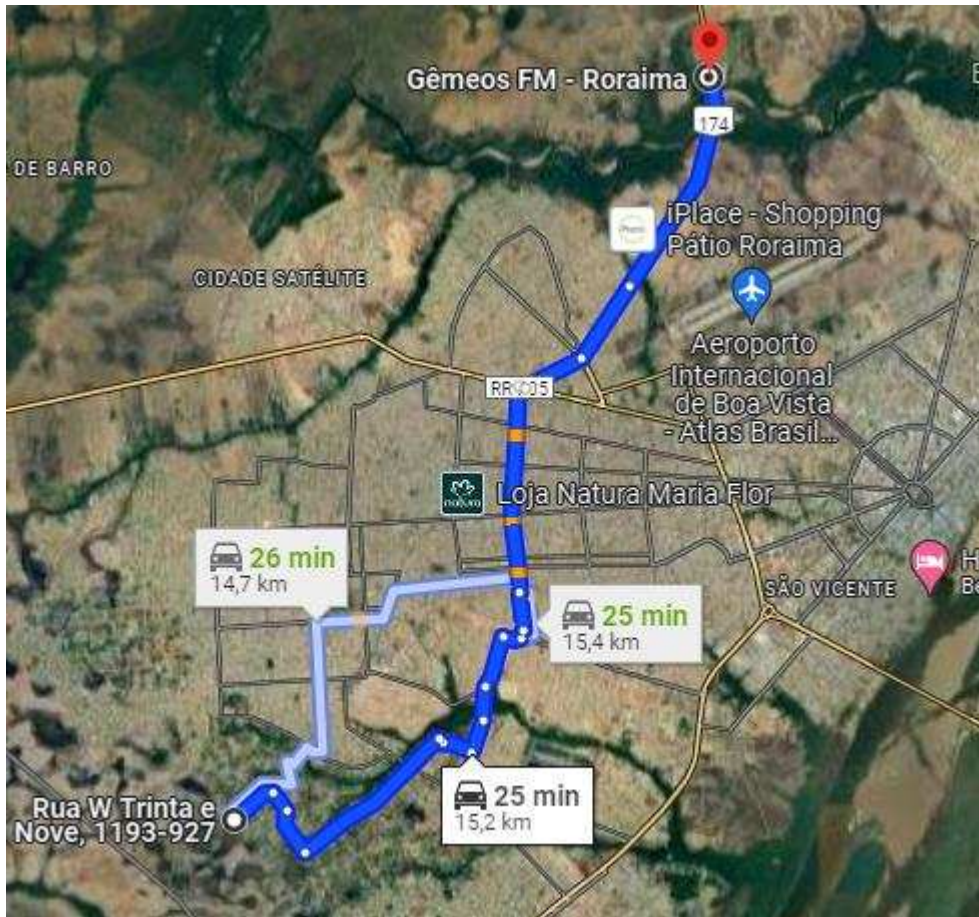 Gêmeos FM - Roraima
174
DE BARRO
iPlace - Shopping
Pátio Roraima
CIDADE SATÉLITE
Aeroporto
Internacional
de Boa Vista
- Atlas Brasil...
Loja Natura Maria Flor
natura
26 min
14,7 km
H
Bo
SÃO VICENTE
25 min
15,4 km
25 min
15,2 km
Rua W Trinta e
Nove, 1193-927